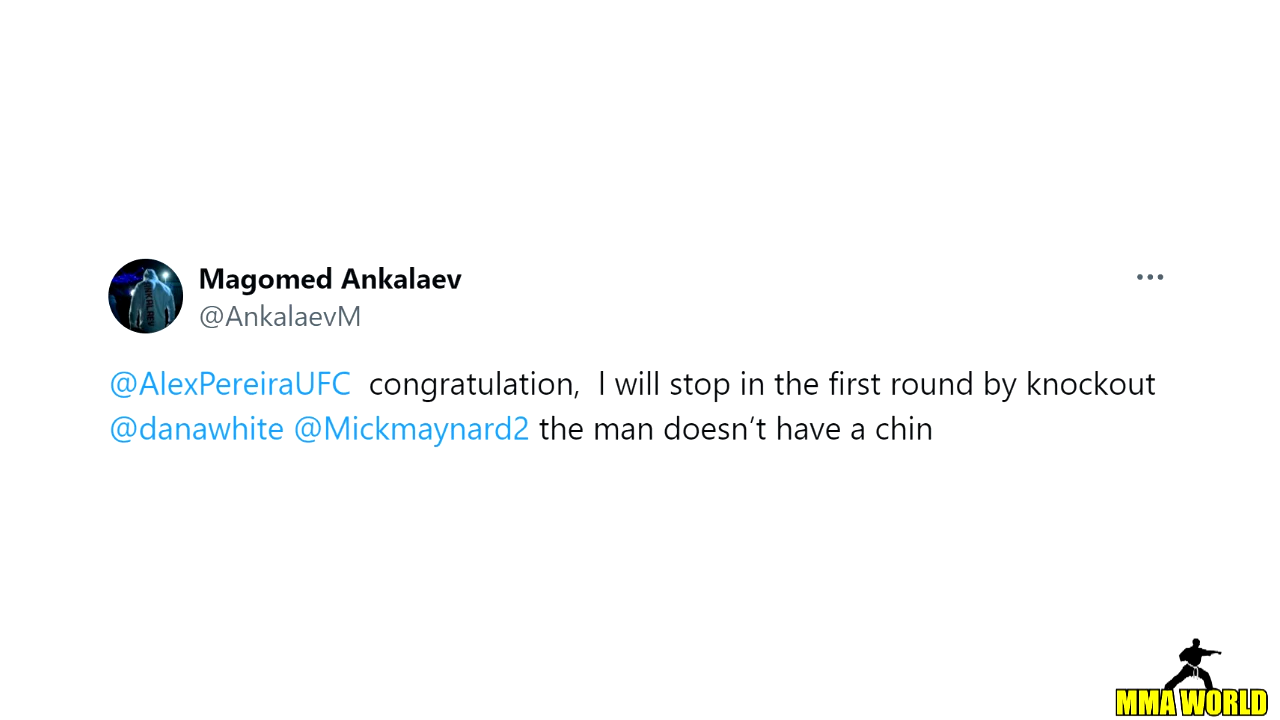 Magomed Ankalaev
@AnkalaevM
@AlexPereiraUFC congratulation, l will stop in the first round by knockout
@danawhite @Mickmaynard2 the man doesn’t have a chin
MMA WORLD